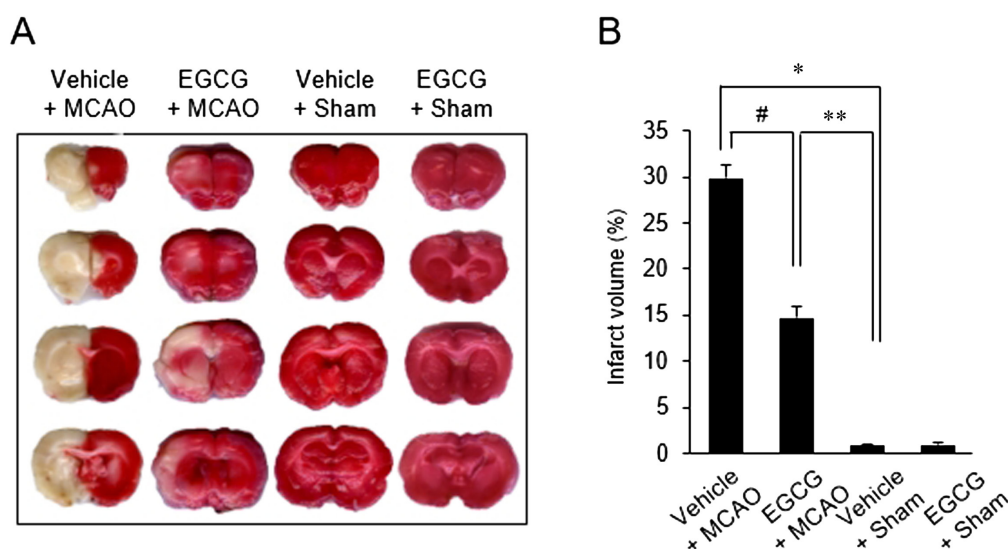 A
Vehicle
+ MCAO
EGCG
+ MCAO
Vehicle
+ Sham
EGCG
+ Sham
B
*
#
**
35
30
25
20
15
10
5
0
Infarct volume (%)
Vehicle
+ MCAO
EGCG
+ MCAO
Vehicle
+ Sham
EGCG
+ Sham